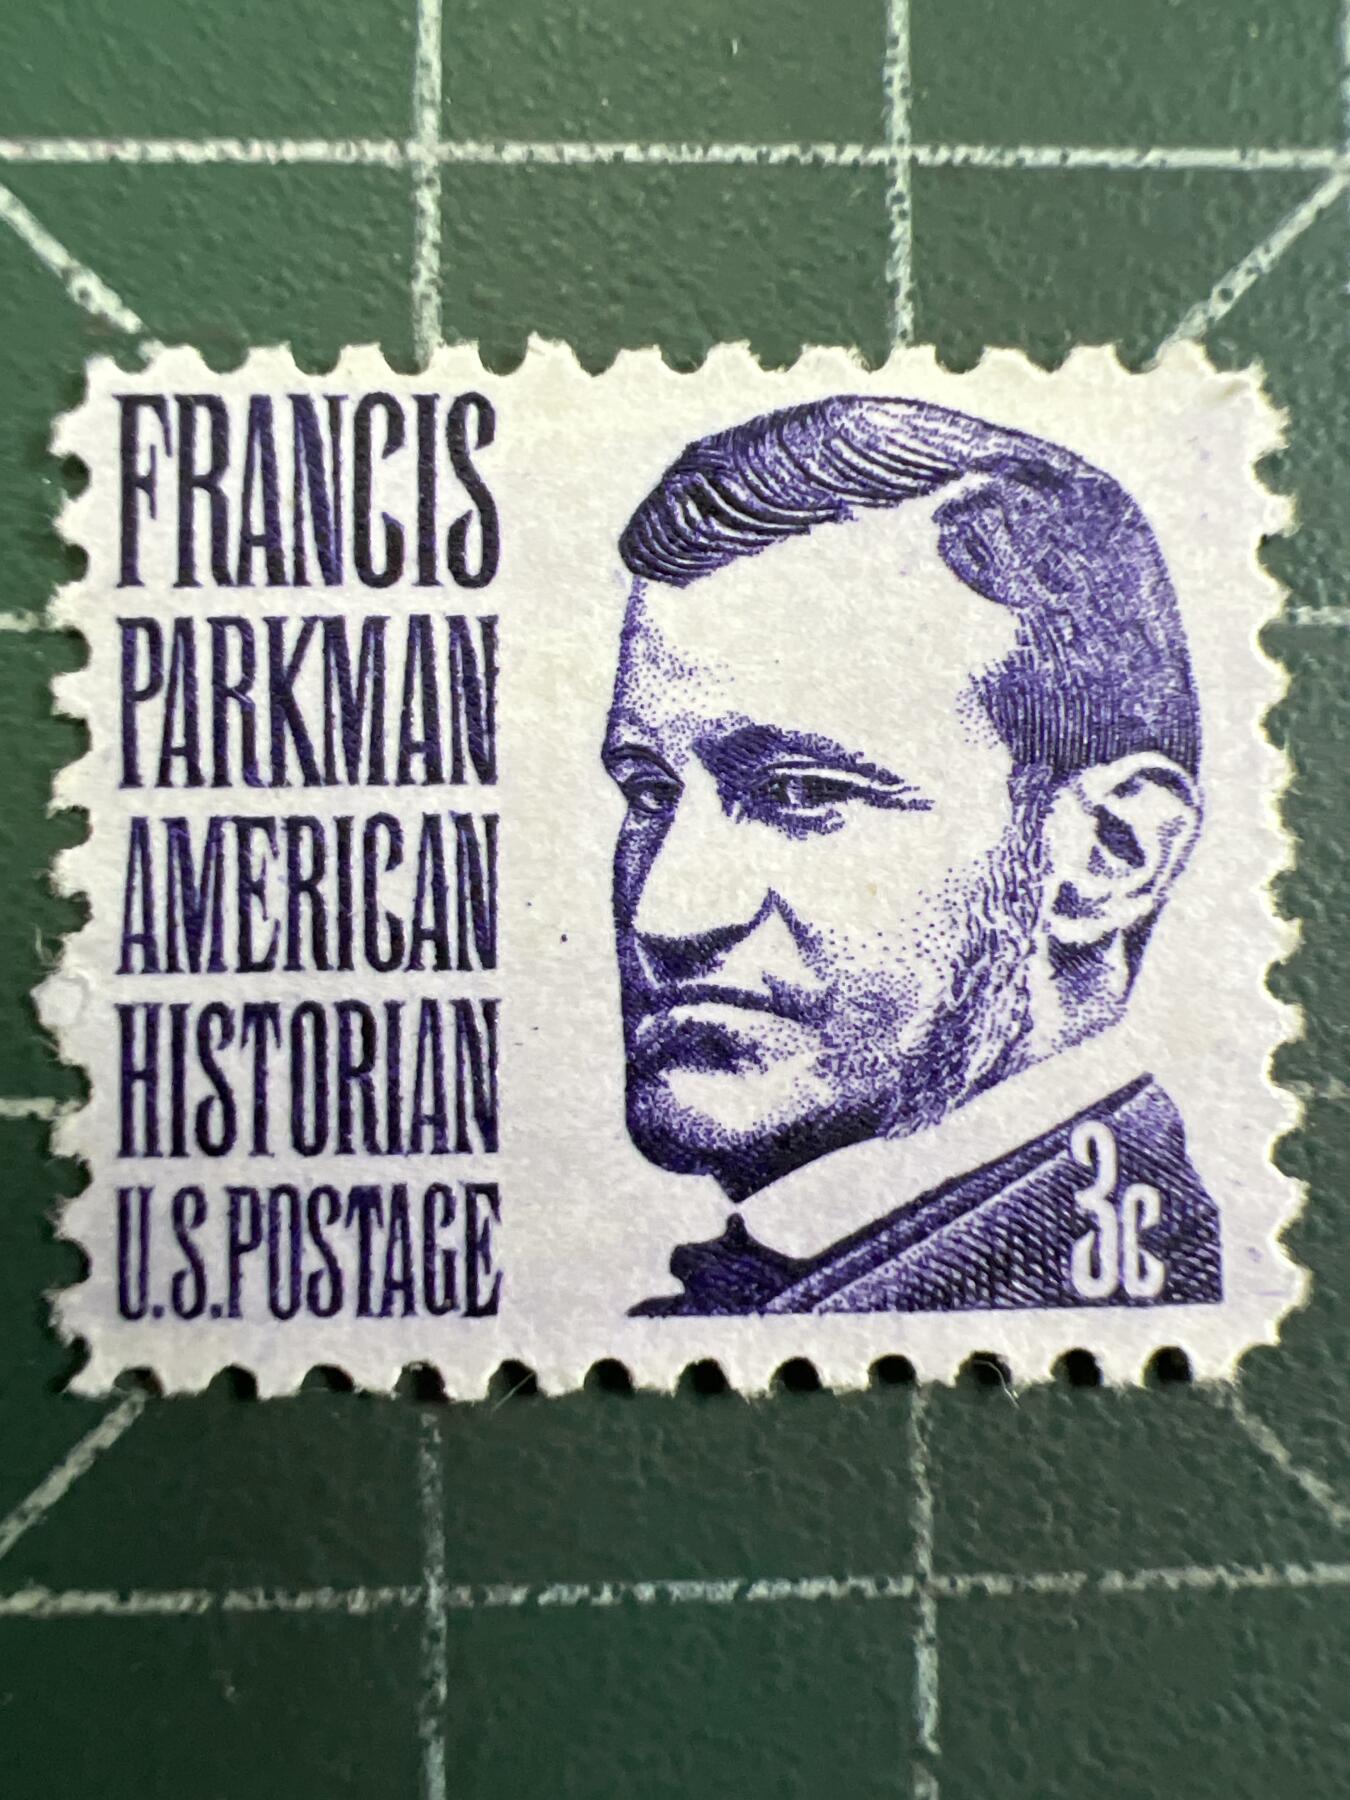 FRANCIS
PARKMAN
AMERICAN
HISTORIAN
U.S.POSTAGE
3c